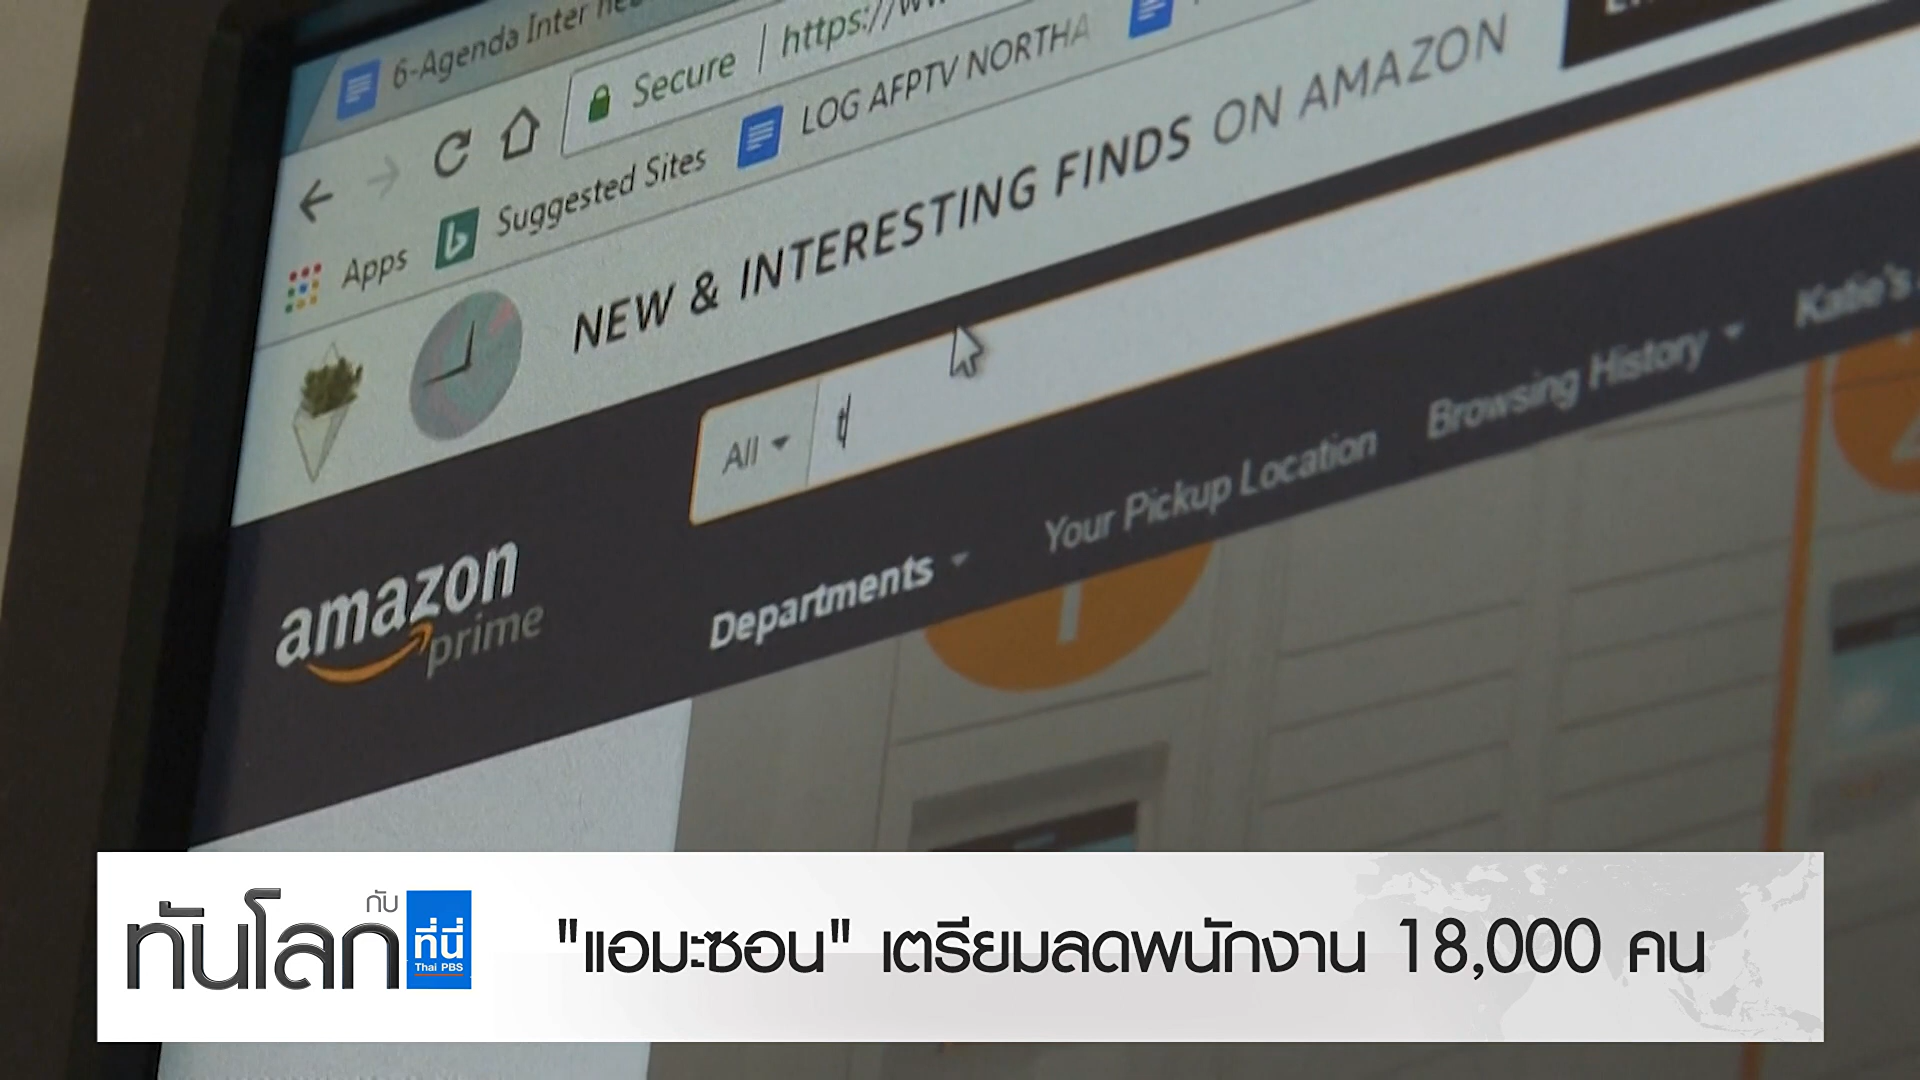 6-Agenda Inter
Secure | https://
Apps Suggested Sites LOG AFPTV NORTHA
NEW & INTERESTING FINDS ON AMAZON
All
amazon
prime
Departments Your Pickup Location Browsing History Katie's
1
2
ทันโลก กับ ที่นี่ Thai PBS
"แอมะซอน" เตรียมลดพนักงาน 18,000 คน